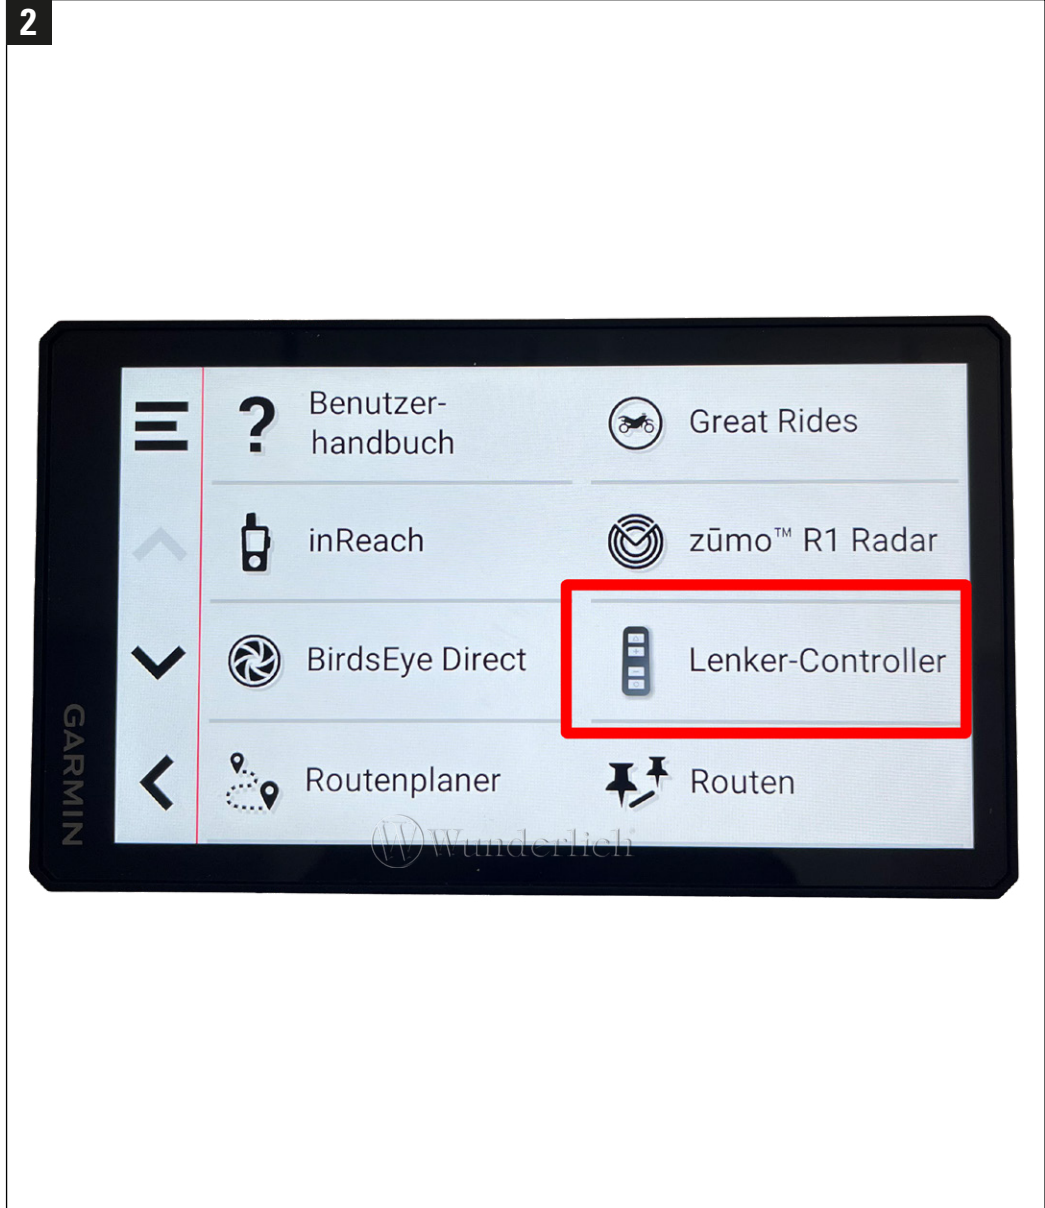 2
Benutzer-
handbuch
Great Rides
inReach
zūmo™ R1 Radar
BirdsEye Direct
Lenker-Controller
Routenplaner
Routen
GARMIN
Wunderlich